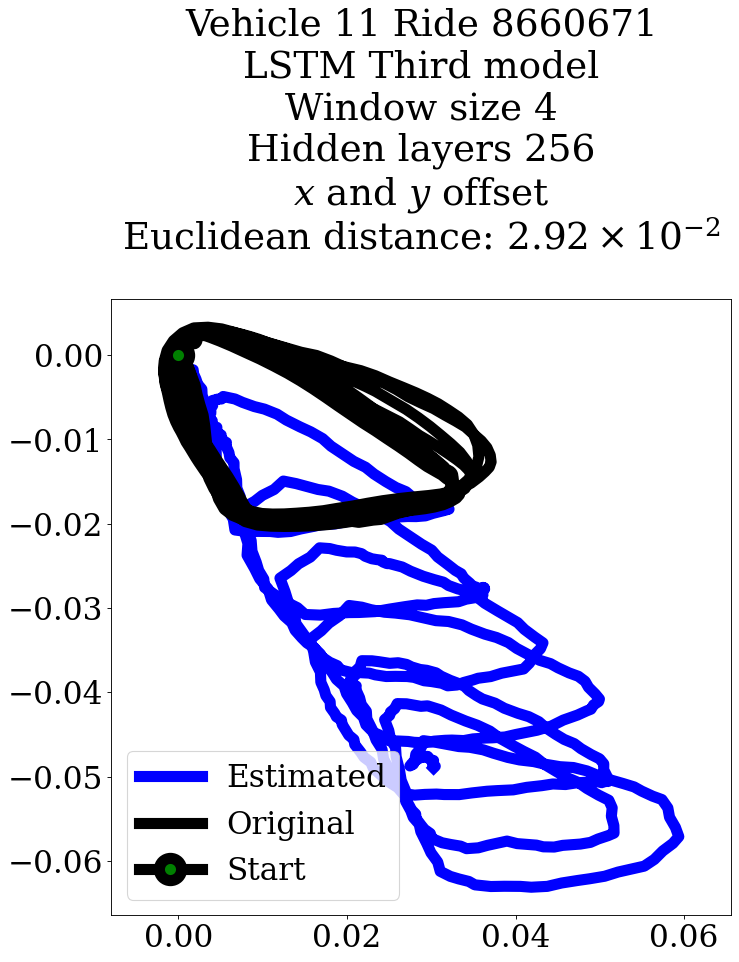 Vehicle 11 Ride 8660671
LSTM Third model
Window size 4
Hidden layers 256
x and y offset
Euclidean distance: 2.92 × 10⁻²
0.00
−0.01
−0.02
−0.03
−0.04
−0.05
−0.06
Estimated
Original
Start
0.00 0.02 0.04 0.06